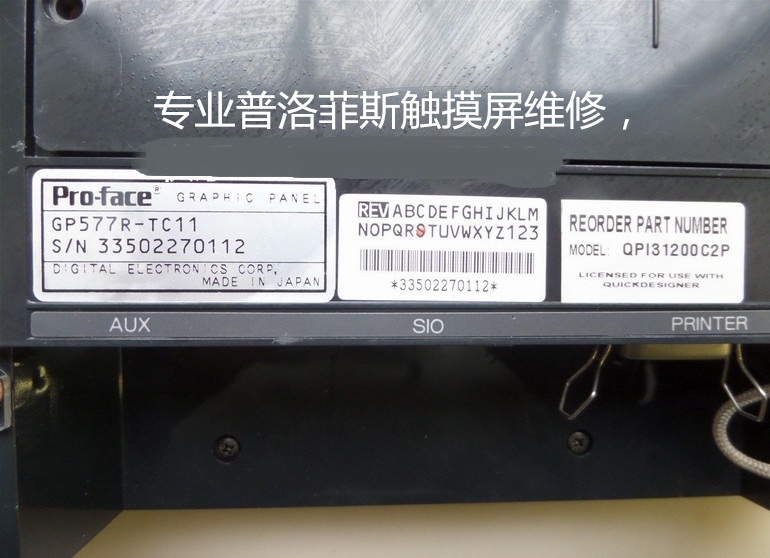 专业普洛菲斯触摸屏维修，
Pro-face® GRAPHIC PANEL
GP577R-TC11
S/N 33502270112
DIGITAL ELECTRONICS CORP.
MADE IN JAPAN
REV ABCDEFGHIJKLM
NOPQRSTUVWXYZ123
*33502270112*
REORDER PART NUMBER
MODEL: QPI31200C2P
LICENSED FOR USE WITH
QUICKDESIGNER
AUX SIO PRINTER